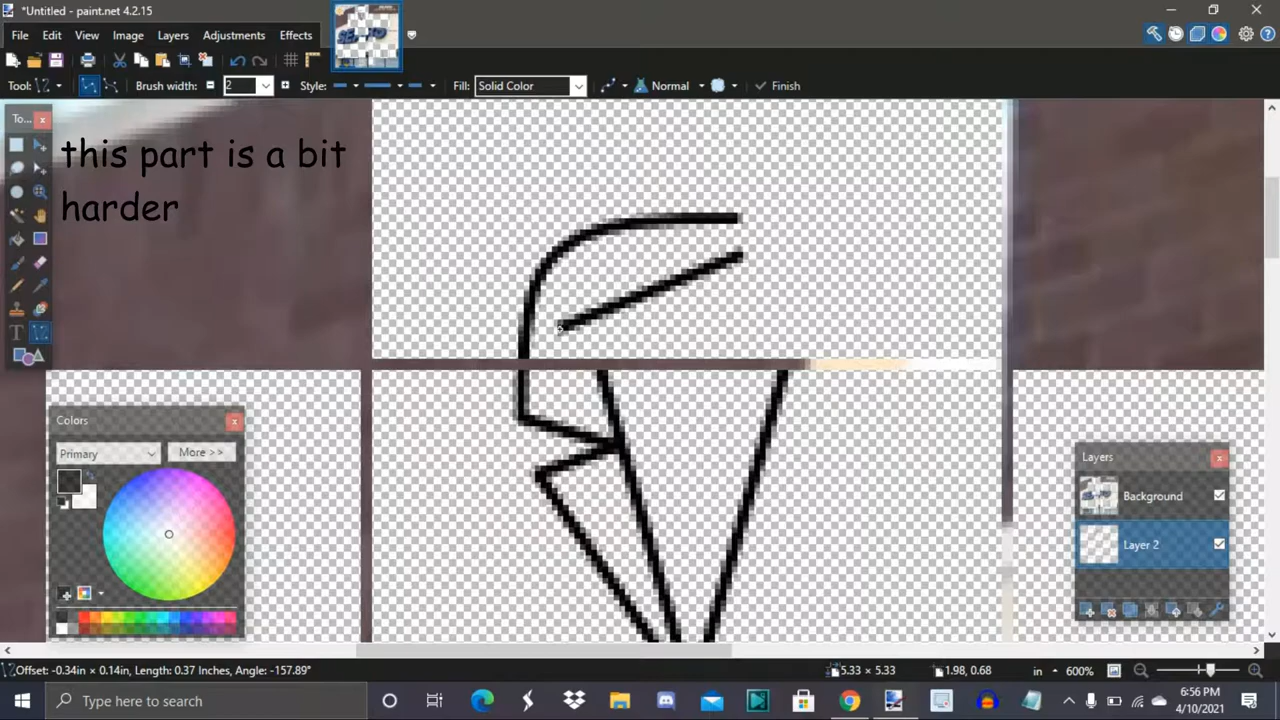 *Untitled - paint.net 4.2.15
File Edit View Image Layers Adjustments Effects
Tool: Brush width: 2 Style: Fill: Solid Color Normal Finish
To...
this part is a bit
harder
Colors
Primary More >>
Layers
Background
Layer 2
Offset: -0.34in × 0.14in, Length: 0.37 Inches, Angle: -157.89° 5.33 × 5.33 1.98, 0.68 in 600%
Type here to search
6:56 PM
4/10/2021